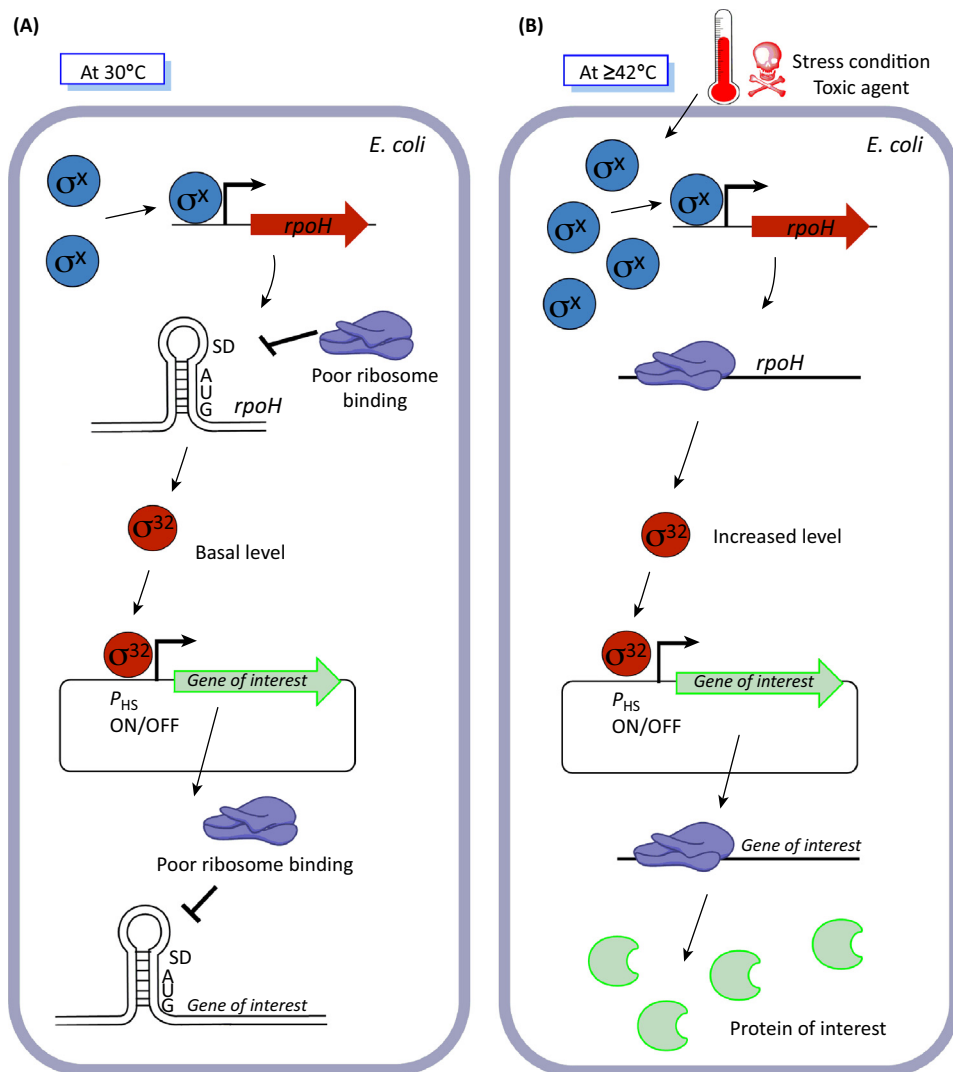 (A)
At 30°C
E. coli
σX
σX
σX
rpoH
SD
A
U
G
rpoH
Poor ribosome
binding
σ32
Basal level
σ32
PHS
ON/OFF
Gene of interest
Poor ribosome binding
SD
A
U
G
Gene of interest
(B)
At ≥42°C
Stress condition
Toxic agent
E. coli
σX
σX
σX
σX
σX
rpoH
rpoH
σ32
Increased level
σ32
PHS
ON/OFF
Gene of interest
Gene of interest
Protein of interest